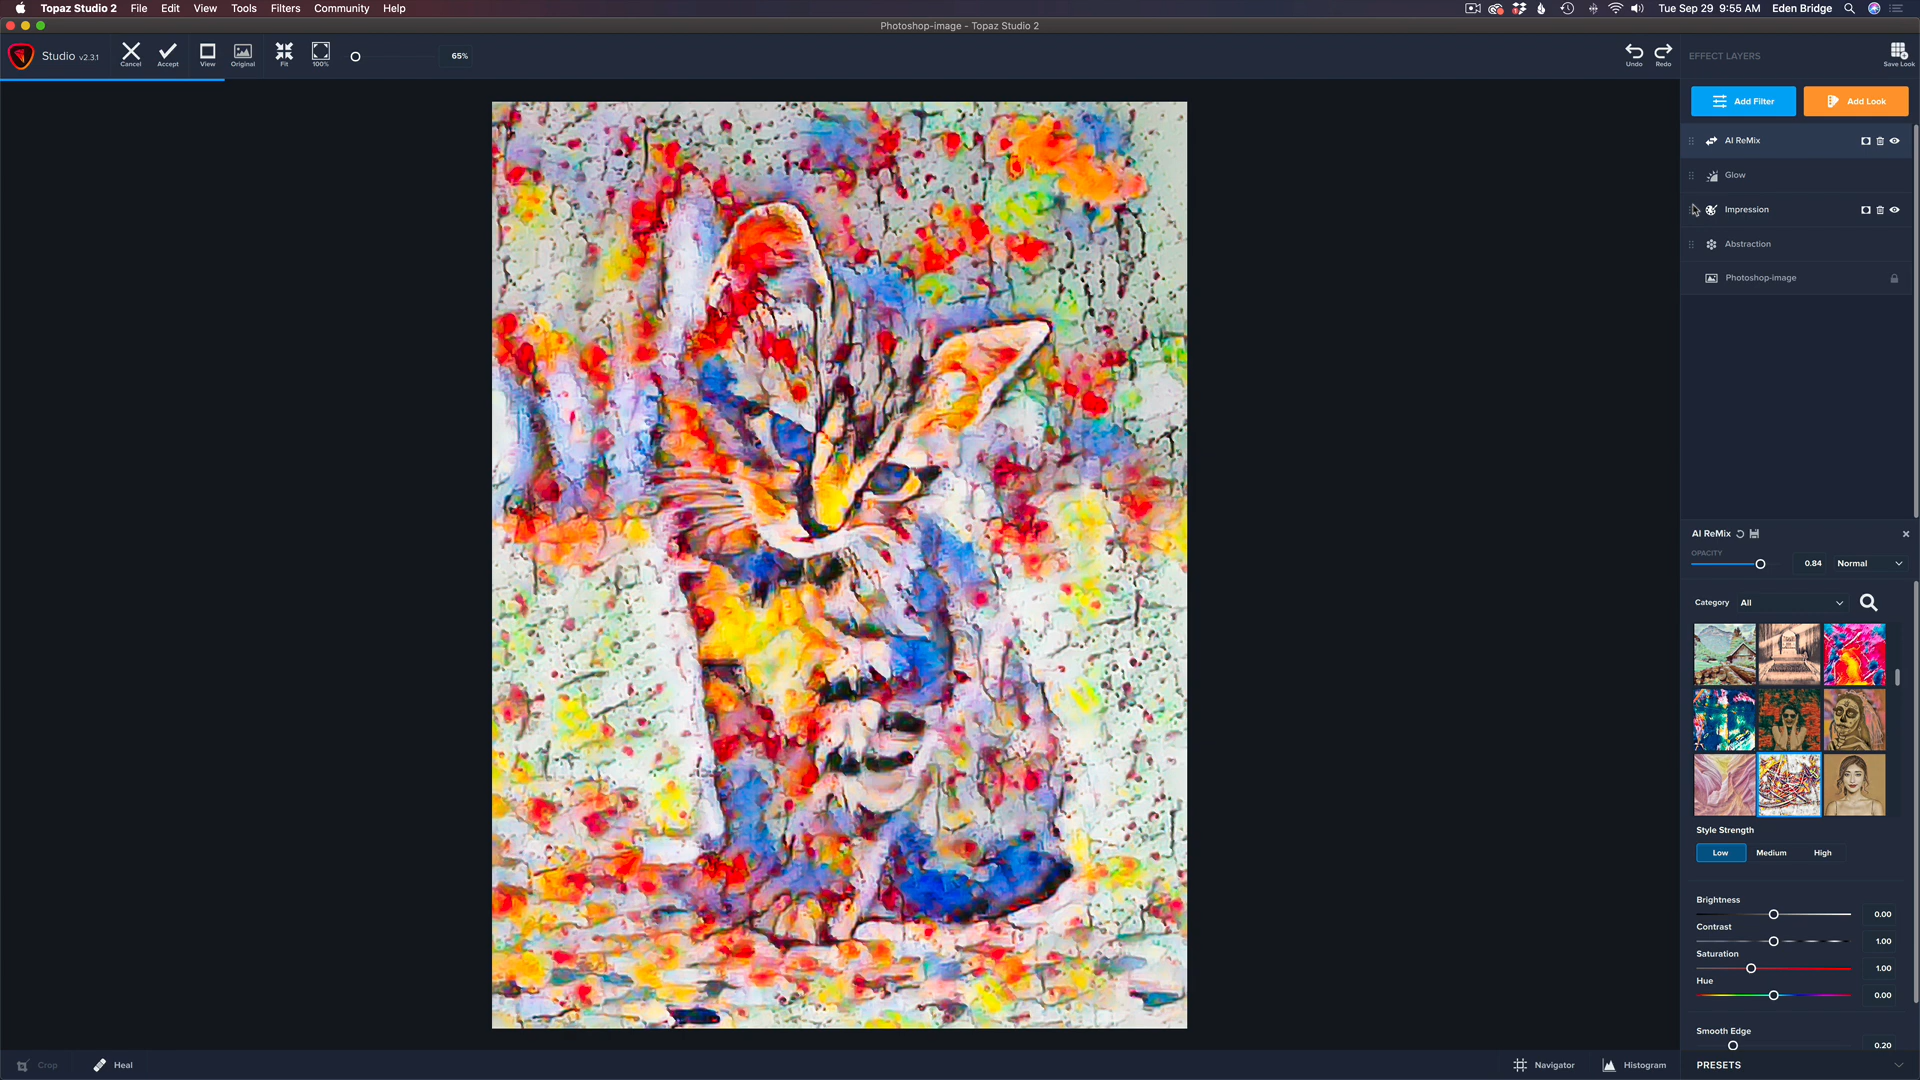 Topaz Studio 2 File Edit View Tools Filters Community Help Tue Sep 29 9:55 AM Eden Bridge
Photoshop-image - Topaz Studio 2
Studio v2.3.1
Cancel
Accept
View
Original
Fit
100%
65%
Undo
Redo
EFFECT LAYERS
Save Look
Add Filter
Add Look
AI ReMix
Glow
Impression
Abstraction
Photoshop-image
AI ReMix
OPACITY
0.84 Normal
Category All
Style Strength
Low Medium High
Brightness
0.00
Contrast
1.00
Saturation
1.00
Hue
0.00
Smooth Edge
0.20
Crop
Heal
Navigator
Histogram
PRESETS